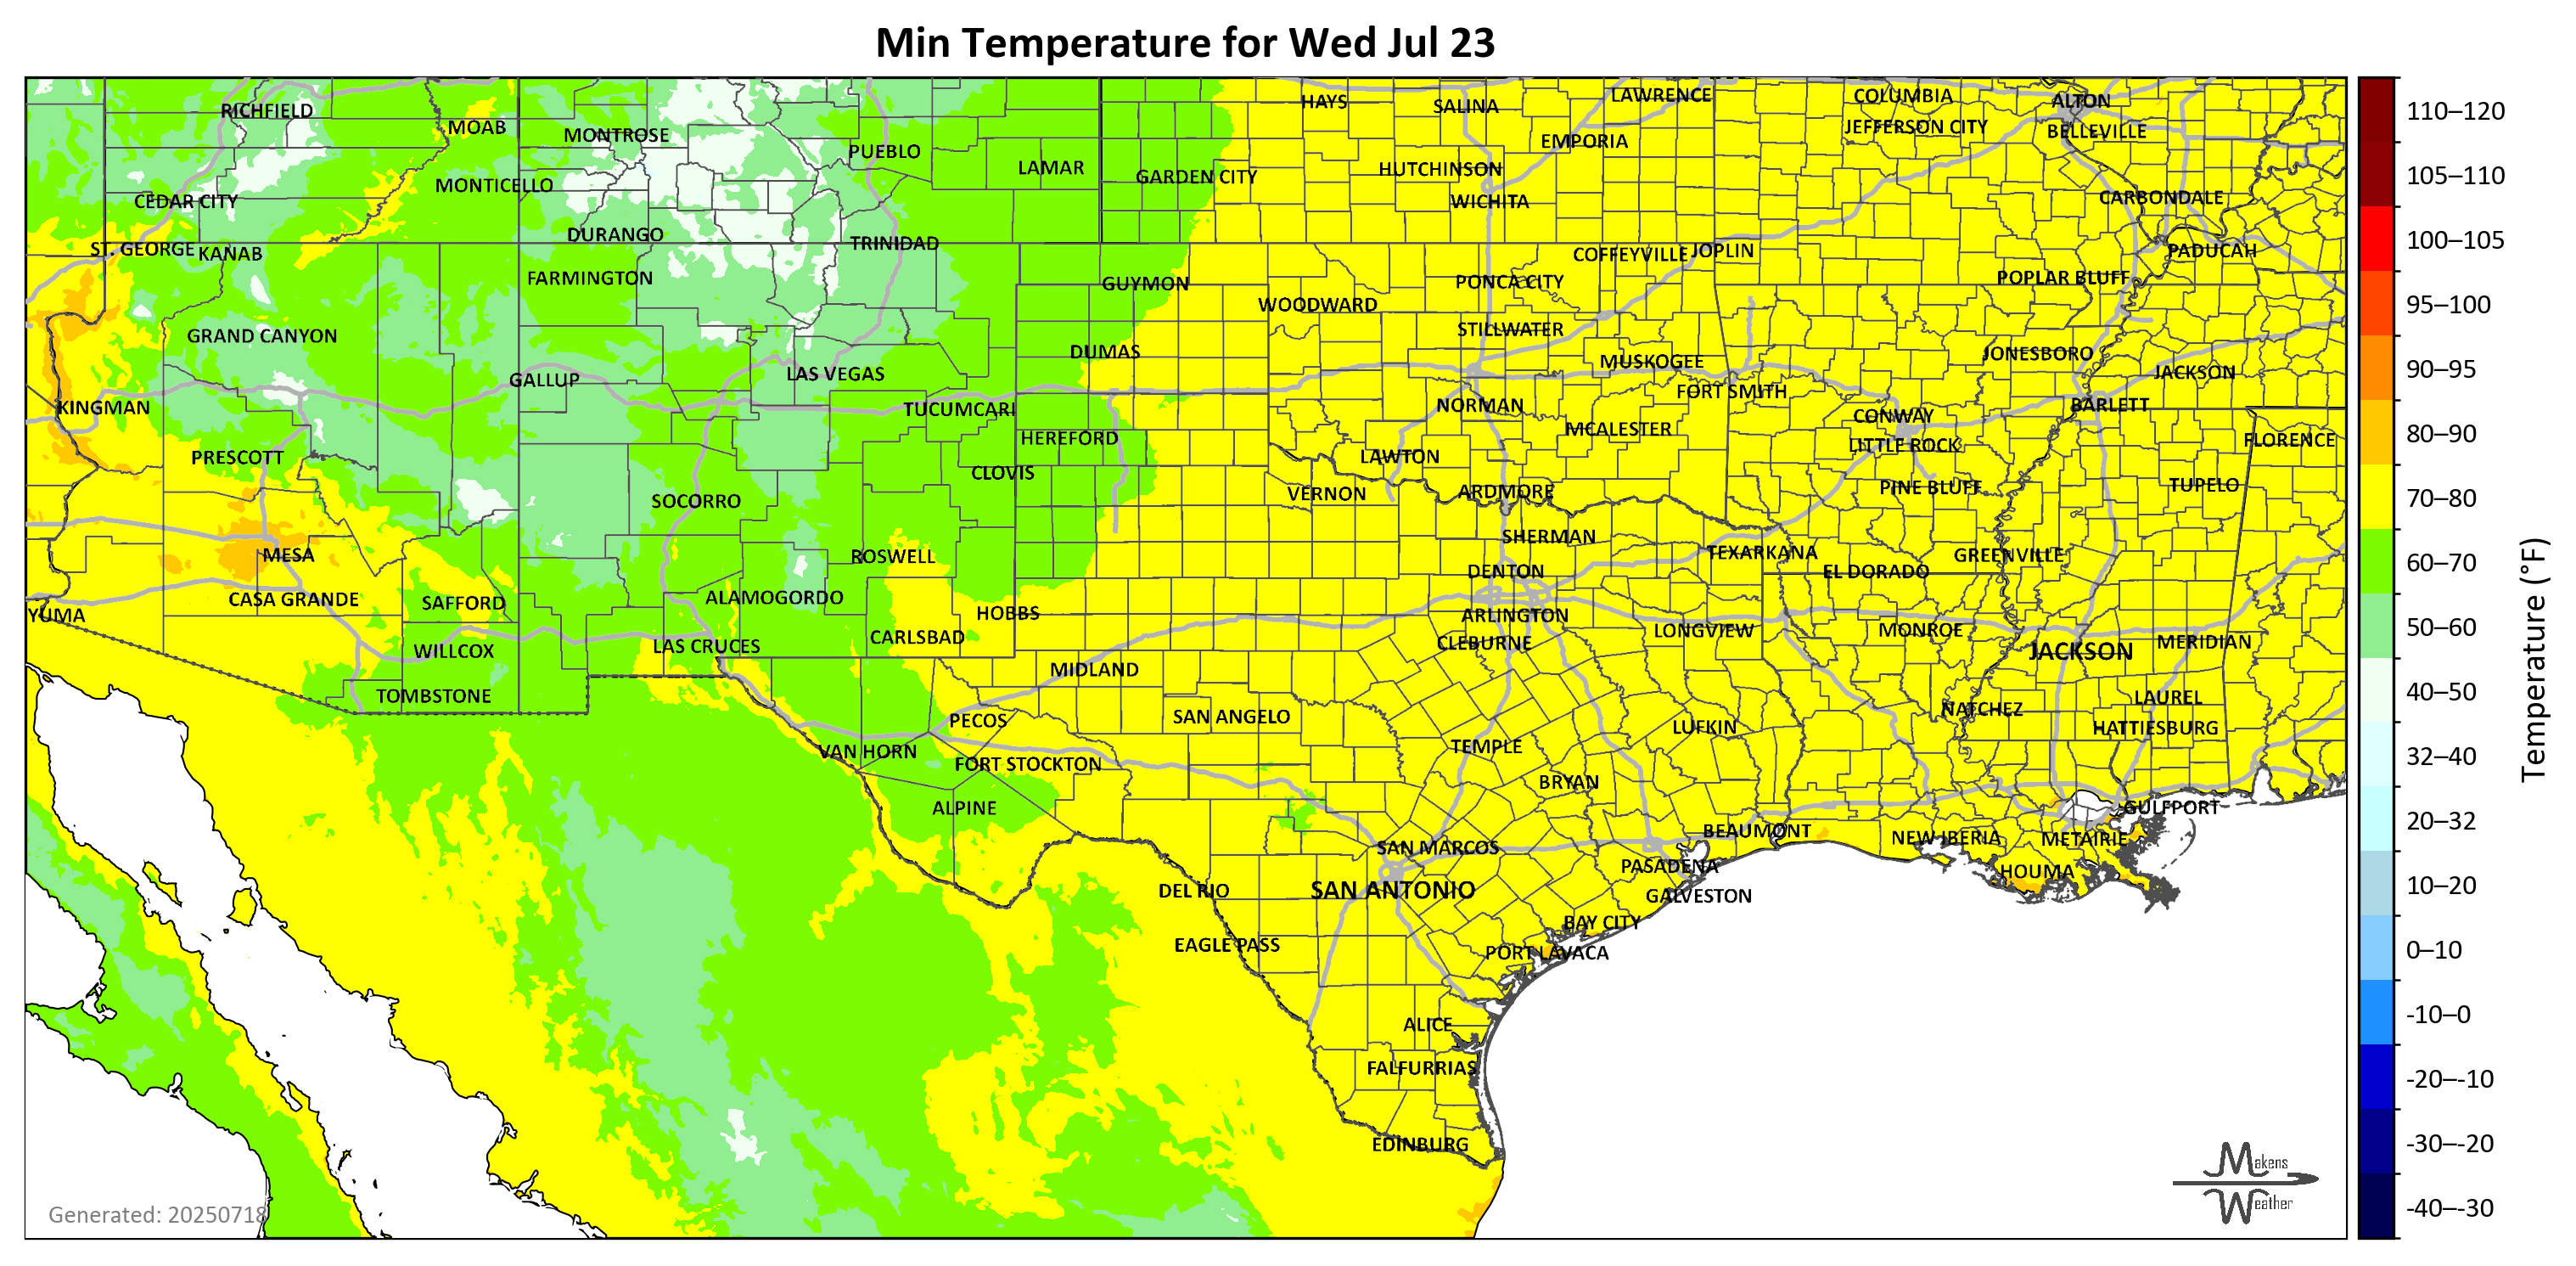 Min Temperature for Wed Jul 23
RICHFIELD
MOAB
MONTROSE
PUEBLO
LAMAR
GARDEN CITY
HAYS
SALINA
LAWRENCE
COLUMBIA
ALTON
JEFFERSON CITY
BELLEVILLE
EMPORIA
HUTCHINSON
WICHITA
CARBONDALE
MONTICELLO
CEDAR CITY
DURANGO
TRINIDAD
ST. GEORGE
KANAB
FARMINGTON
GUYMON
COFFEYVILLE
JOPLIN
PADUCAH
PONCA CITY
POPLAR BLUFF
WOODWARD
GRAND CANYON
STILLWATER
DUMAS
MUSKOGEE
JONESBORO
JACKSON
GALLUP
LAS VEGAS
FORT SMITH
KINGMAN
TUCUMCARI
NORMAN
BARLETT
CONWAY
HEREFORD
MCALESTER
LITTLE ROCK
FLORENCE
PRESCOTT
LAWTON
CLOVIS
SOCORRO
VERNON
ARDMORE
PINE BLUFF
TUPELO
SHERMAN
MESA
ROSWELL
TEXARKANA
GREENVILLE
DENTON
EL DORADO
CASA GRANDE
SAFFORD
ALAMOGORDO
YUMA
HOBBS
ARLINGTON
WILLCOX
LAS CRUCES
CARLSBAD
CLEBURNE
LONGVIEW
MONROE
JACKSON
MERIDIAN
MIDLAND
TOMBSTONE
LAUREL
PECOS
SAN ANGELO
NATCHEZ
LUFKIN
HATTIESBURG
VAN HORN
TEMPLE
FORT STOCKTON
BRYAN
ALPINE
GULFPORT
BEAUMONT
NEW IBERIA
METAIRIE
SAN MARCOS
PASADENA
HOUMA
DEL RIO
SAN ANTONIO
GALVESTON
BAY CITY
EAGLE PASS
PORT LAVACA
ALICE
FALFURRIAS
EDINBURG
Generated: 20250718
Makens
Weather
110–120
105–110
100–105
95–100
90–95
80–90
70–80
60–70
50–60
40–50
32–40
20–32
10–20
0–10
-10–0
-20–-10
-30–-20
-40–-30
Temperature (°F)